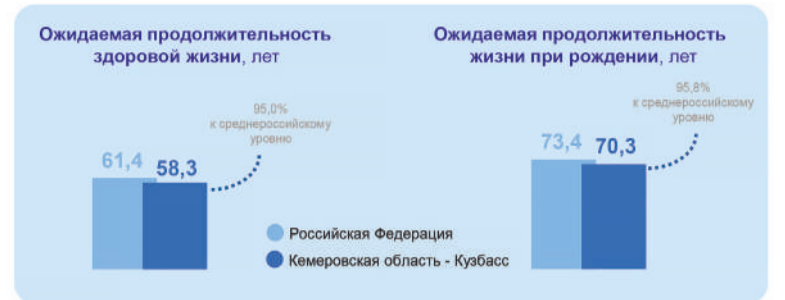 Ожидаемая продолжительность
здоровой жизни, лет
95,0%
к среднероссийскому
уровню
61,4
58,3
Ожидаемая продолжительность
жизни при рождении, лет
95,8%
к среднероссийскому
уровню
73,4
70,3
Российская Федерация
Кемеровская область - Кузбасс